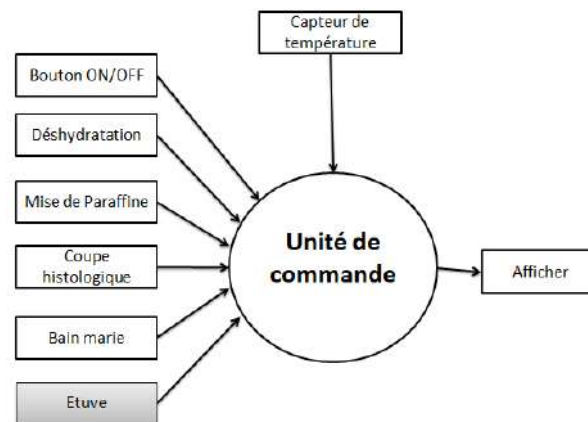 Capteur de
température
Bouton ON/OFF
Déshydratation
Mise de Paraffine
Coupe
histologique
Bain marie
Etuve
Unité de
commande
Afficher